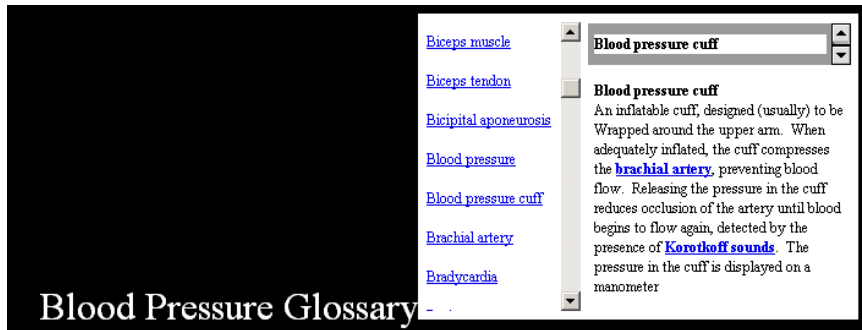 Biceps muscle
Biceps tendon
Bicipital aponeurosis
Blood pressure
Blood pressure cuff
Brachial artery
Bradycardia
Blood pressure cuff
Blood pressure cuff
An inflatable cuff, designed (usually) to be
Wrapped around the upper arm. When
adequately inflated, the cuff compresses
the brachial artery, preventing blood
flow. Releasing the pressure in the cuff
reduces occlusion of the artery until blood
begins to flow again, detected by the
presence of Korotkoff sounds. The
pressure in the cuff is displayed on a
manometer
Blood Pressure Glossary